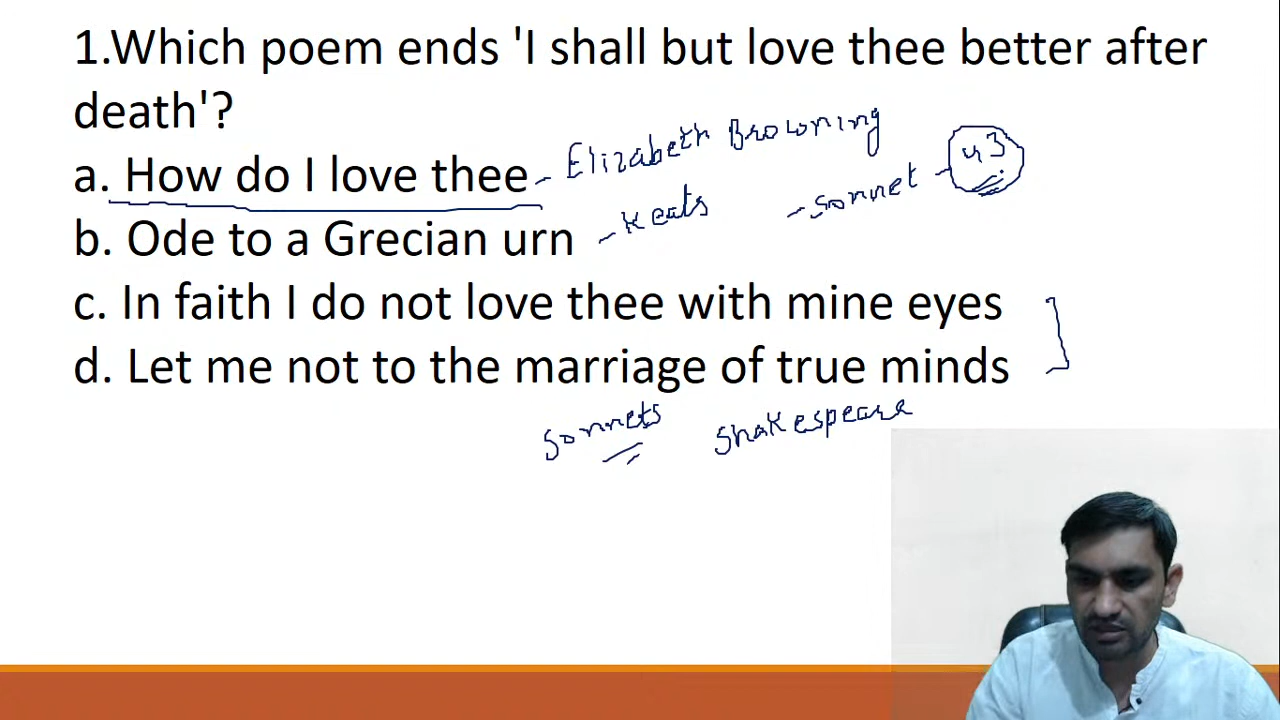 1.Which poem ends 'I shall but love thee better after
death'?
a. How do I love thee - Elizabeth Browning
- Sonnet - 43
b. Ode to a Grecian urn - Keats
c. In faith I do not love thee with mine eyes
d. Let me not to the marriage of true minds
Sonnets Shakespeare